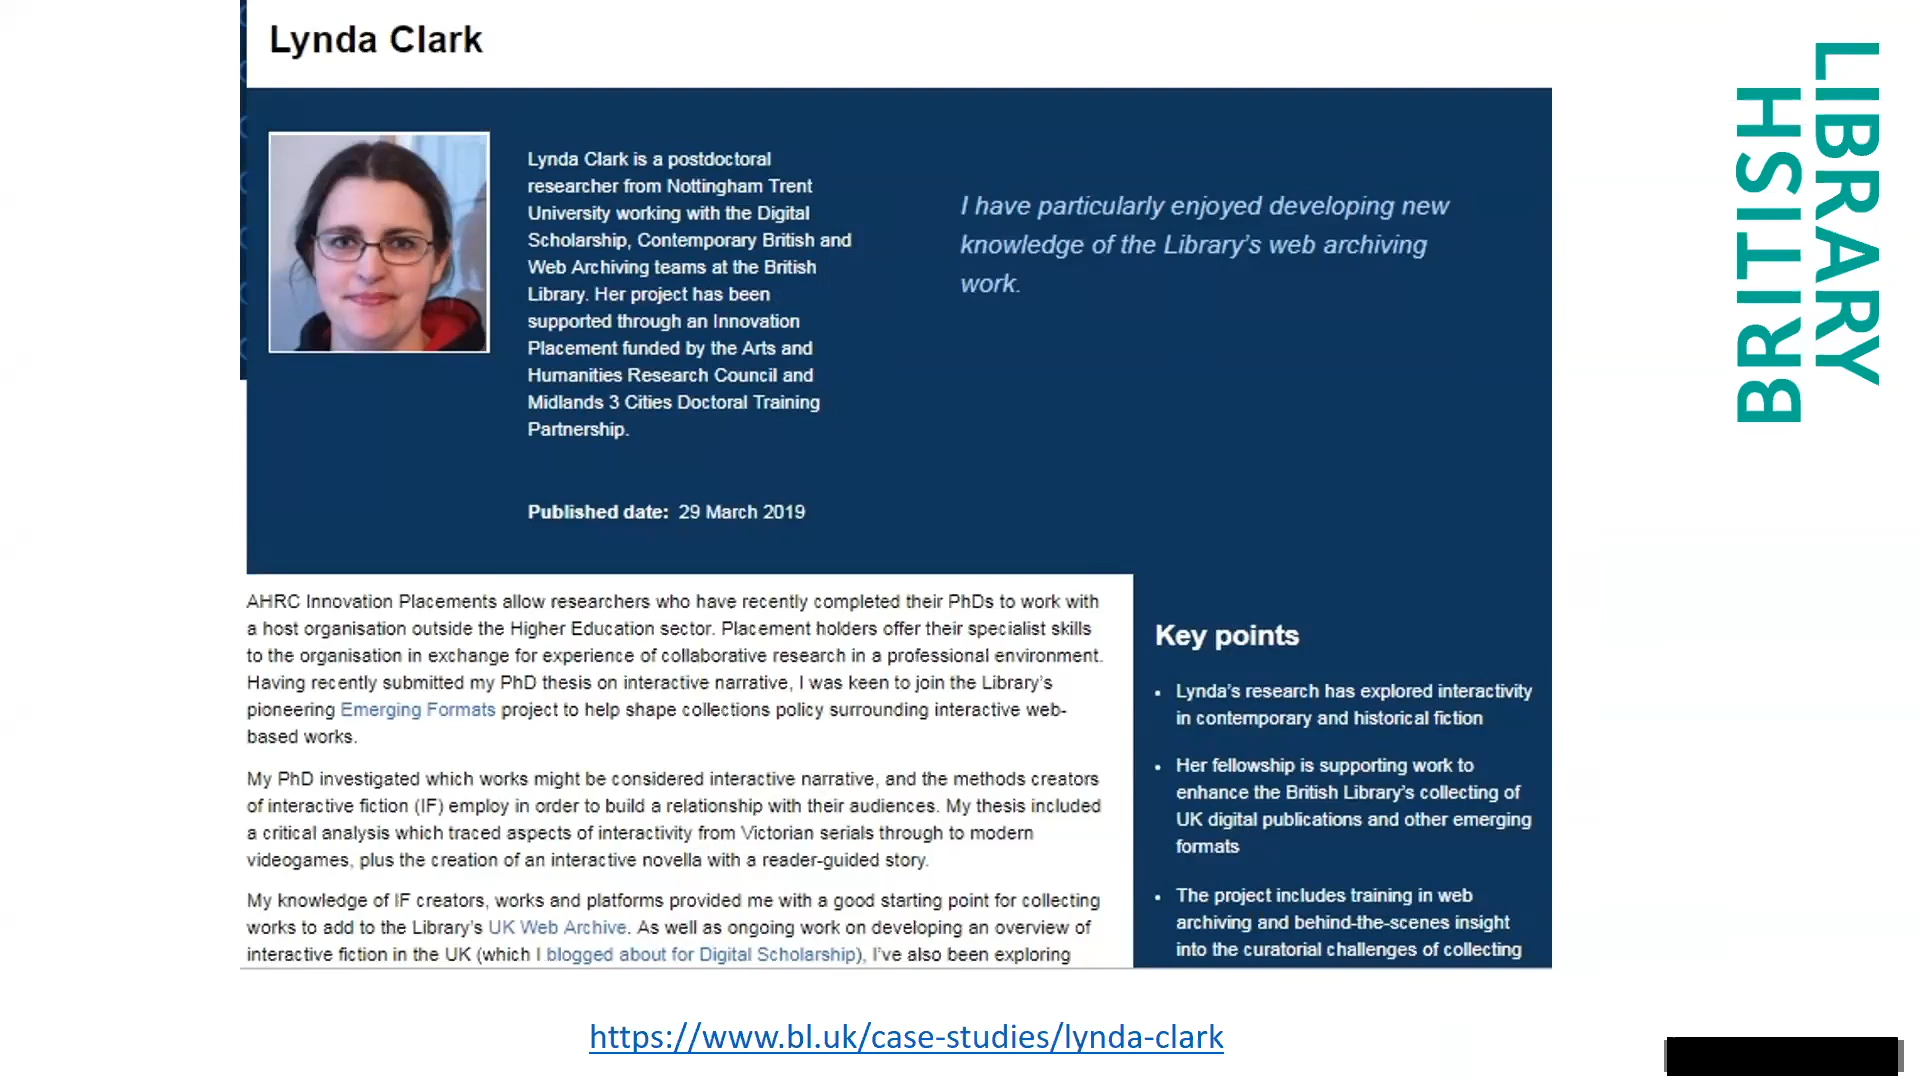 Lynda Clark
BRITISH
LIBRARY
Lynda Clark is a postdoctoral
researcher from Nottingham Trent
University working with the Digital
Scholarship, Contemporary British and
Web Archiving teams at the British
Library. Her project has been
supported through an Innovation
Placement funded by the Arts and
Humanities Research Council and
Midlands 3 Cities Doctoral Training
Partnership.
Published date: 29 March 2019
I have particularly enjoyed developing new
knowledge of the Library's web archiving
work.
AHRC Innovation Placements allow researchers who have recently completed their PhDs to work with
a host organisation outside the Higher Education sector. Placement holders offer their specialist skills
to the organisation in exchange for experience of collaborative research in a professional environment.
Having recently submitted my PhD thesis on interactive narrative, I was keen to join the Library's
pioneering Emerging Formats project to help shape collections policy surrounding interactive web-
based works.
My PhD investigated which works might be considered interactive narrative, and the methods creators
of interactive fiction (IF) employ in order to build a relationship with their audiences. My thesis included
a critical analysis which traced aspects of interactivity from Victorian serials through to modern
videogames, plus the creation of an interactive novella with a reader-guided story.
My knowledge of IF creators, works and platforms provided me with a good starting point for collecting
works to add to the Library's UK Web Archive. As well as ongoing work on developing an overview of
interactive fiction in the UK (which I blogged about for Digital Scholarship), I've also been exploring
Key points
• Lynda's research has explored interactivity
in contemporary and historical fiction
• Her fellowship is supporting work to
enhance the British Library's collecting of
UK digital publications and other emerging
formats
• The project includes training in web
archiving and behind-the-scenes insight
into the curatorial challenges of collecting
https://www.bl.uk/case-studies/lynda-clark